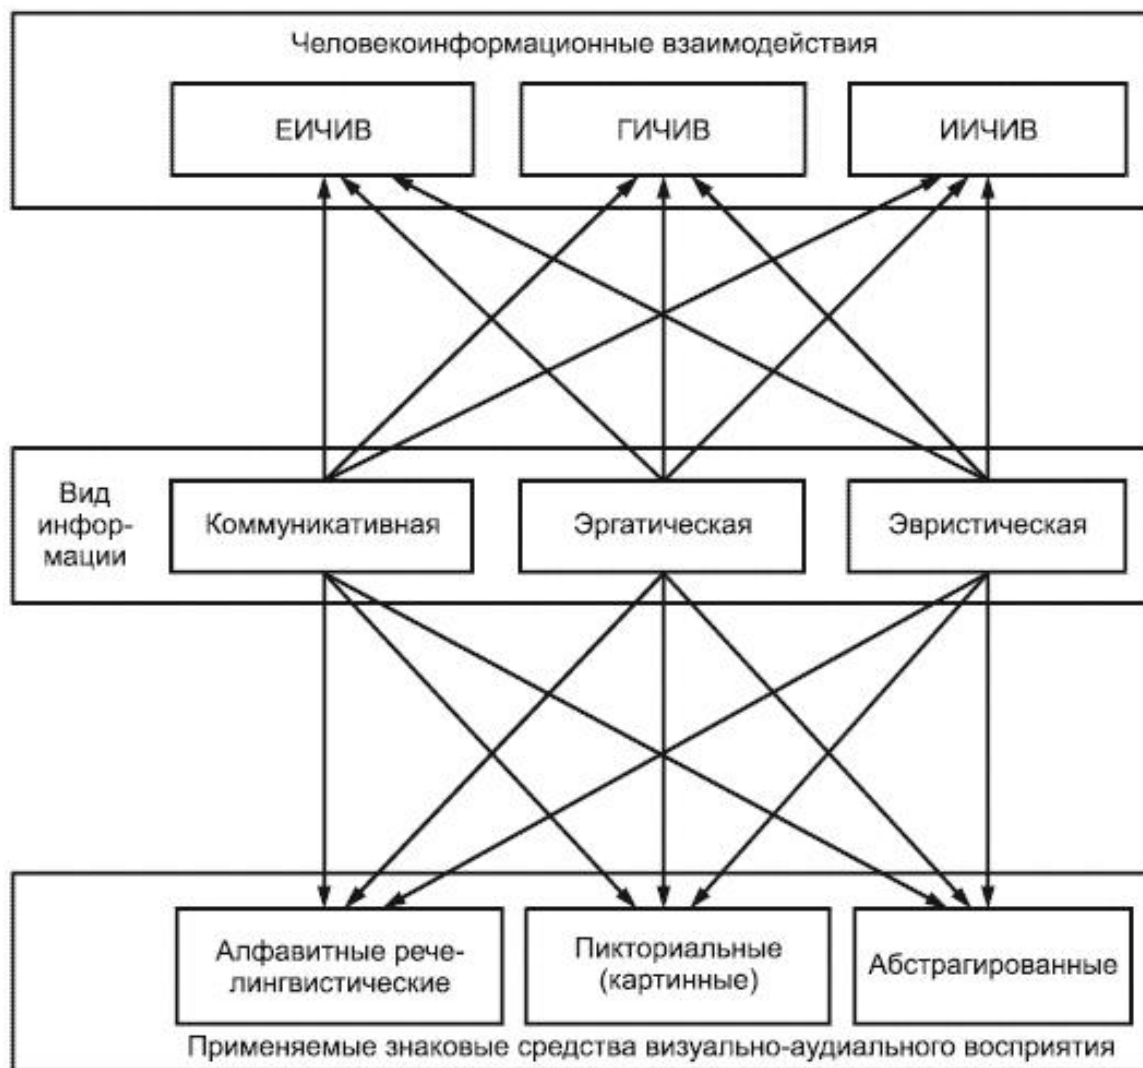 Человекоинформационные взаимодействия
ЕИЧИВ
ГИЧИВ
ИИЧИВ
Вид
инфор-
мации
Коммуникативная
Эргатическая
Эвристическая
Алфавитные рече-
лингвистические
Пикториальные
(картинные)
Абстрагированные
Применяемые знаковые средства визуально-аудиального восприятия